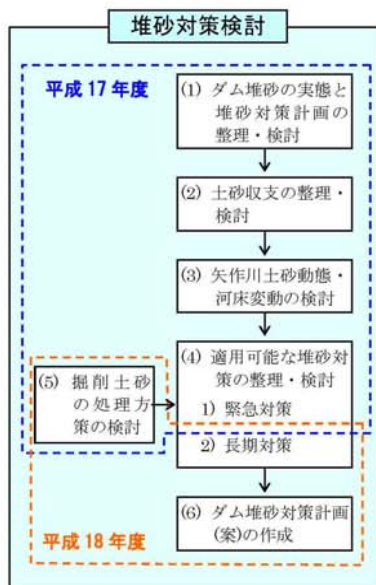 堆砂対策検討
平成17年度
(1) ダム堆砂の実態と
堆砂対策計画の
整理・検討
(2) 土砂収支の整理・
検討
(3) 矢作川土砂動態・
河床変動の検討
(4) 適用可能な堆砂対
策の整理・検討
1) 緊急対策
2) 長期対策
(5) 掘削土砂
の処理方
策の検討
(6) ダム堆砂対策計画
(案)の作成
平成18年度